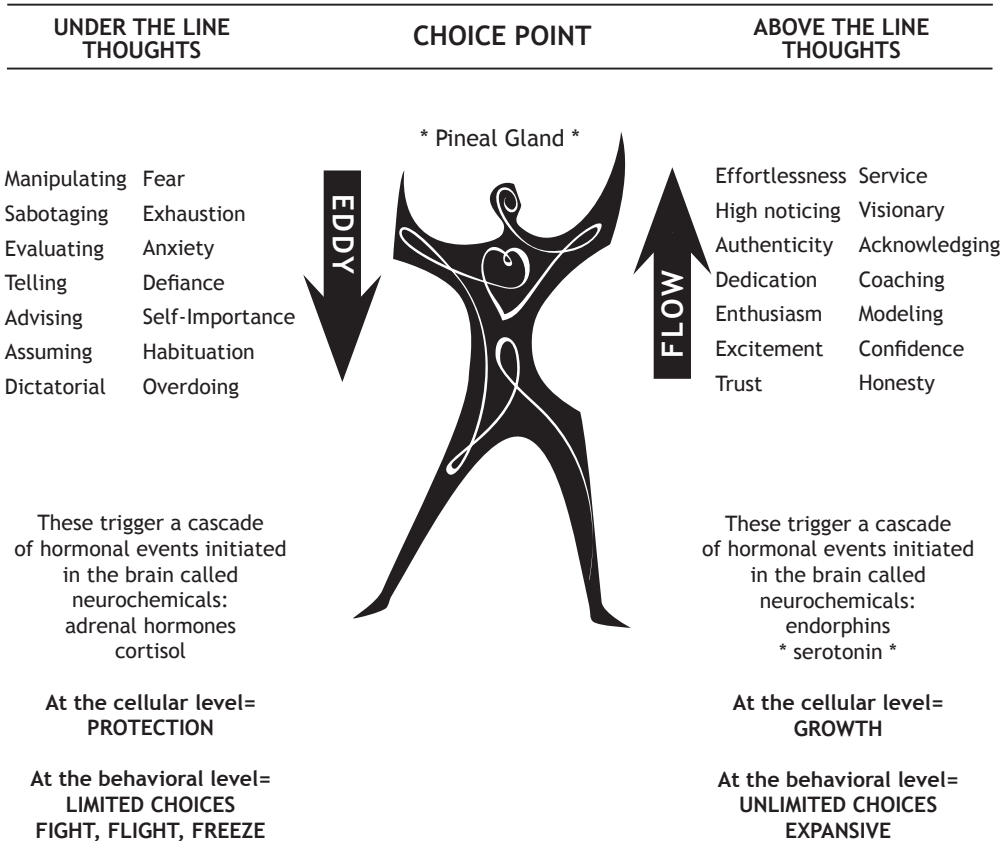 UNDER THE LINE
THOUGHTS
CHOICE POINT
ABOVE THE LINE
THOUGHTS
* Pineal Gland *
Manipulating Fear
Sabotaging Exhaustion
Evaluating Anxiety
Telling Defiance
Advising Self-Importance
Assuming Habituation
Dictatorial Overdoing
EDDY
FLOW
Effortlessness Service
High noticing Visionary
Authenticity Acknowledging
Dedication Coaching
Enthusiasm Modeling
Excitement Confidence
Trust Honesty
These trigger a cascade
of hormonal events initiated
in the brain called
neurochemicals:
adrenal hormones
cortisol
At the cellular level=
PROTECTION
At the behavioral level=
LIMITED CHOICES
FIGHT, FLIGHT, FREEZE
These trigger a cascade
of hormonal events initiated
in the brain called
neurochemicals:
endorphins
* serotonin *
At the cellular level=
GROWTH
At the behavioral level=
UNLIMITED CHOICES
EXPANSIVE